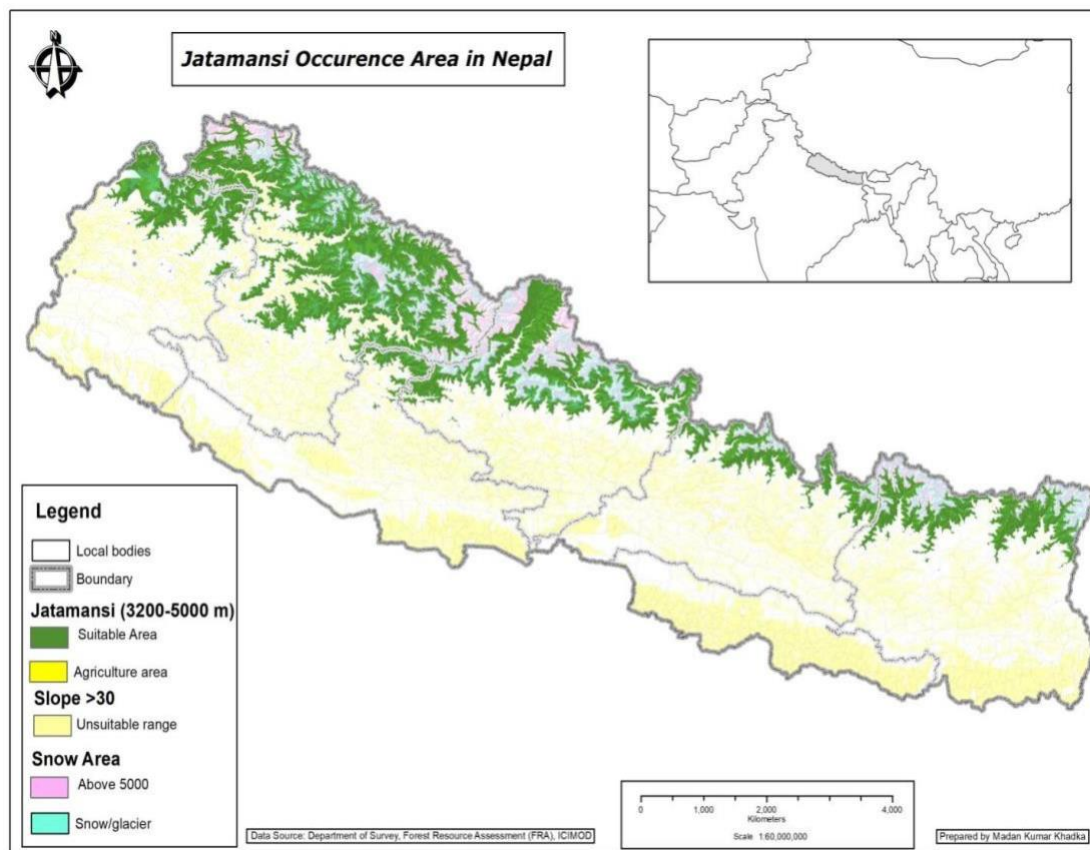 Jatamansi Occurence Area in Nepal
Legend
Local bodies
Boundary
Jatamansi (3200-5000 m)
Suitable Area
Agriculture area
Slope >30
Unsuitable range
Snow Area
Above 5000
Snow/glacier
Data Source: Department of Survey, Forest Resource Assessment (FRA), ICIMOD
0 1,000 2,000 4,000
Kilometers
Scale 1:60,000,000
Prepared by Madan Kumar Khadka